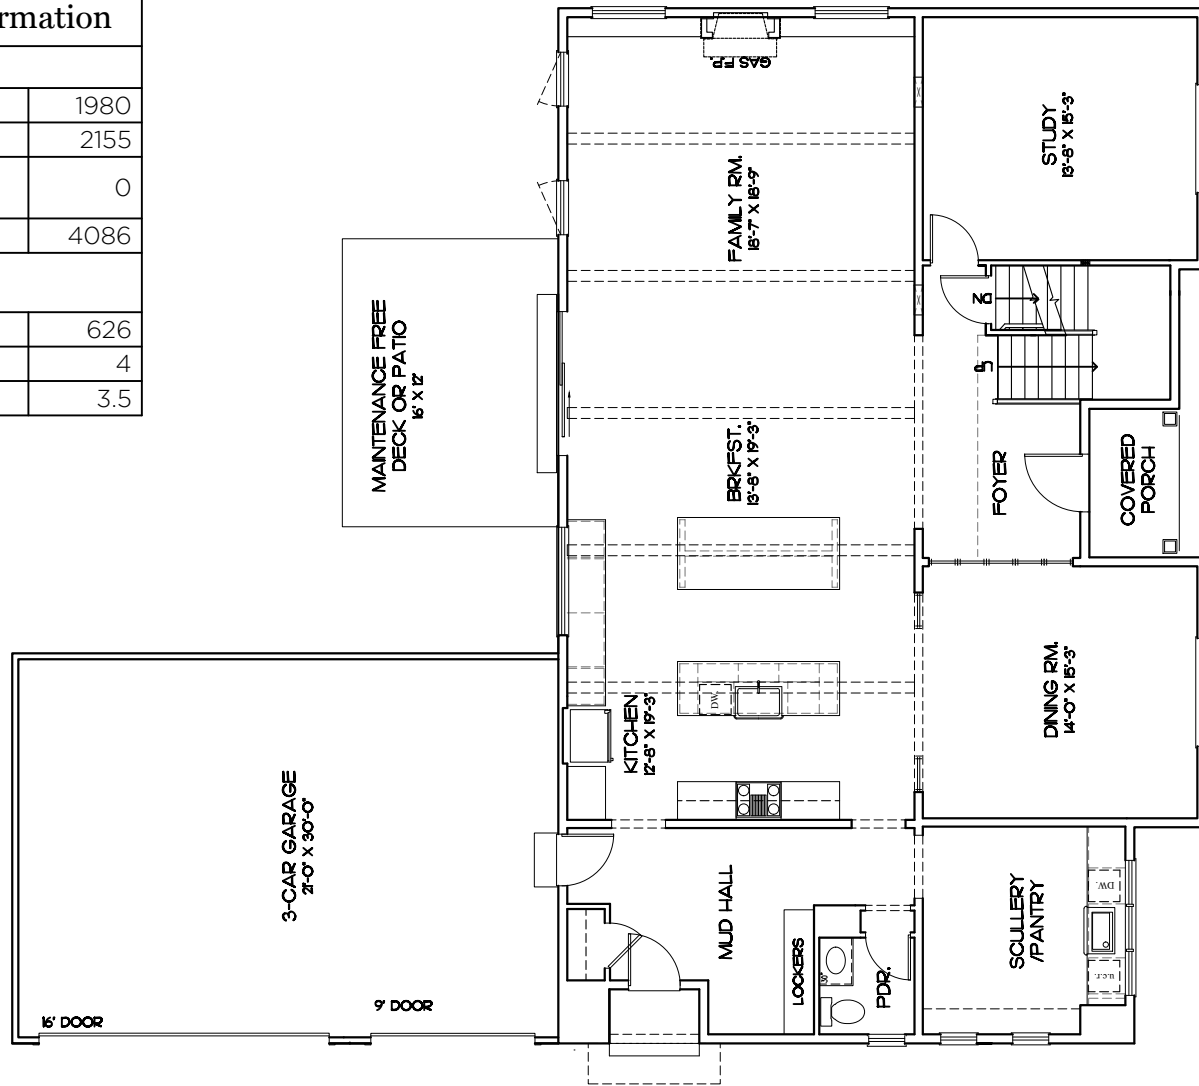 rmation
1980
2155
0
4086
626
4
3.5
GAS F.P.
STUDY
13'-8" X 15'-3"
FAMILY RM.
18'-7" X 18'-9"
MAINTENANCE FREE
DECK OR PATIO
16' X 12'
DN
UP
BRKFST.
13'-8" X 19'-3"
FOYER
COVERED
PORCH
KITCHEN
12'-8" X 19'-3"
DW
DINING RM.
14'-0" X 15'-3"
3-CAR GARAGE
21'-0" X 30'-0"
MUD HALL
LOCKERS
PDR.
SCULLERY
/PANTRY
DW.
16' DOOR
9' DOOR